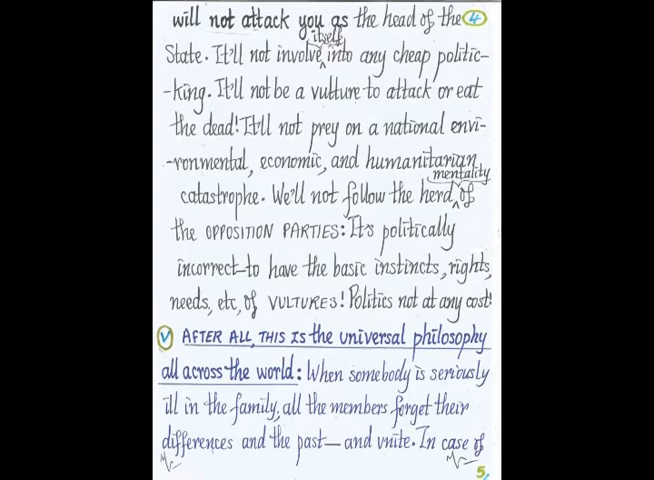 will not attack you as the head of the 4
State. It'll not involve itself into any cheap politic-
-king. It'll not be a vulture to attack or eat
the dead! It'll not prey on a national envi-
-ronmental, economic, and humanitarian
catastrophe. We'll not follow the herd mentality of
the OPPOSITION PARTIES: It's politically
incorrect to have the basic instincts, rights,
needs, etc, of VULTURES! Politics not at any cost!
V AFTER ALL, THIS IS the universal philosophy
all across the world: When somebody is seriously
ill in the family, all the members forget their
differences and the past—and unite. In case of
5